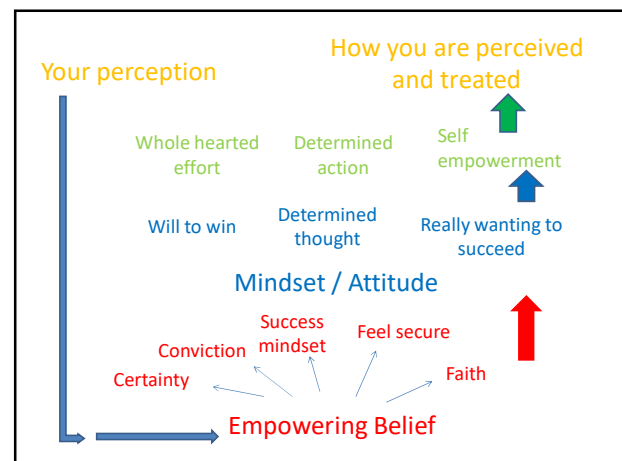 Your perception
How you are perceived
and treated
Whole hearted
effort
Determined
action
Self
empowerment
Will to win
Determined
thought
Really wanting to
succeed
Mindset / Attitude
Certainty
Conviction
Success
mindset
Feel secure
Faith
Empowering Belief